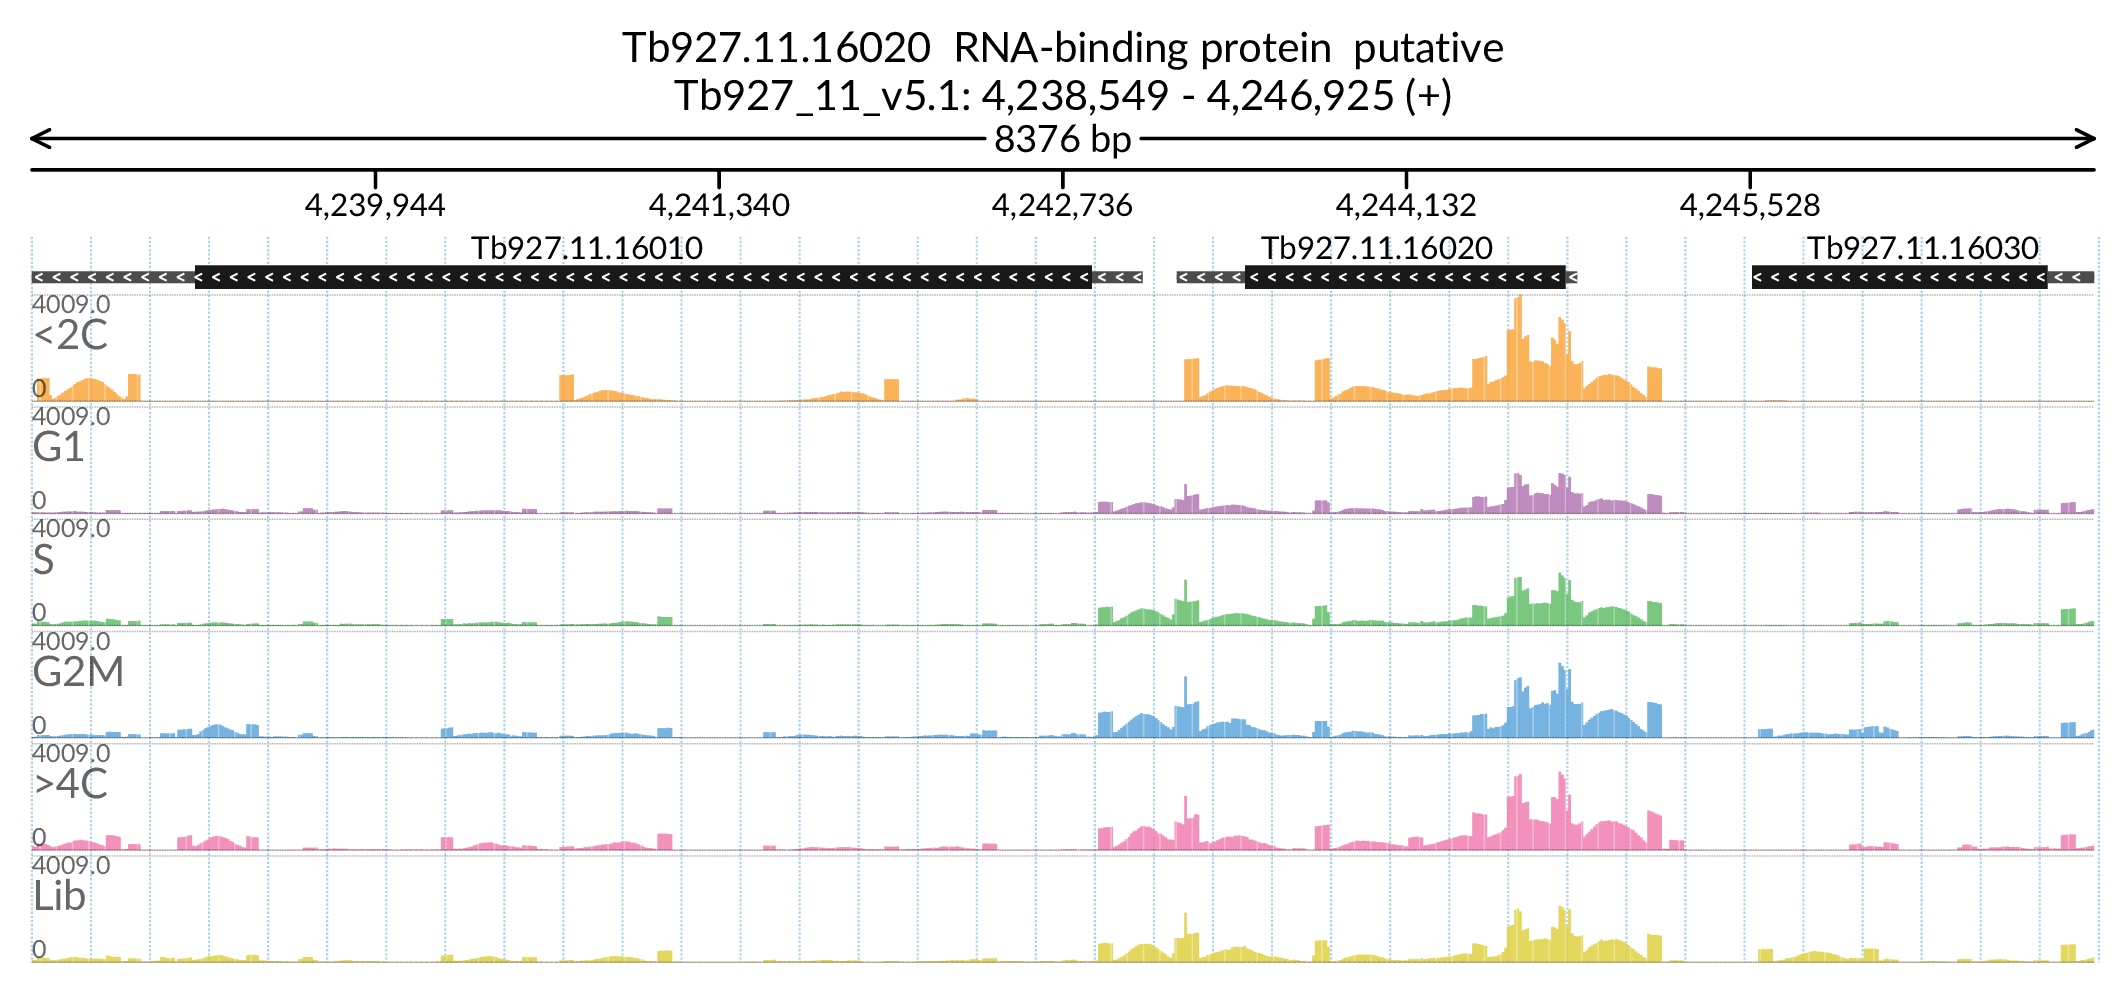 Tb927.11.16020 RNA-binding protein putative
Tb927_11_v5.1: 4,238,549 - 4,246,925 (+)
8376 bp
4,239,944 4,241,340 4,242,736 4,244,132 4,245,528
Tb927.11.16010 Tb927.11.16020 Tb927.11.16030
4009.0
<2C
0
4009.0
G1
0
4009.0
S
0
4009.0
G2M
0
4009.0
>4C
0
4009.0
Lib
0